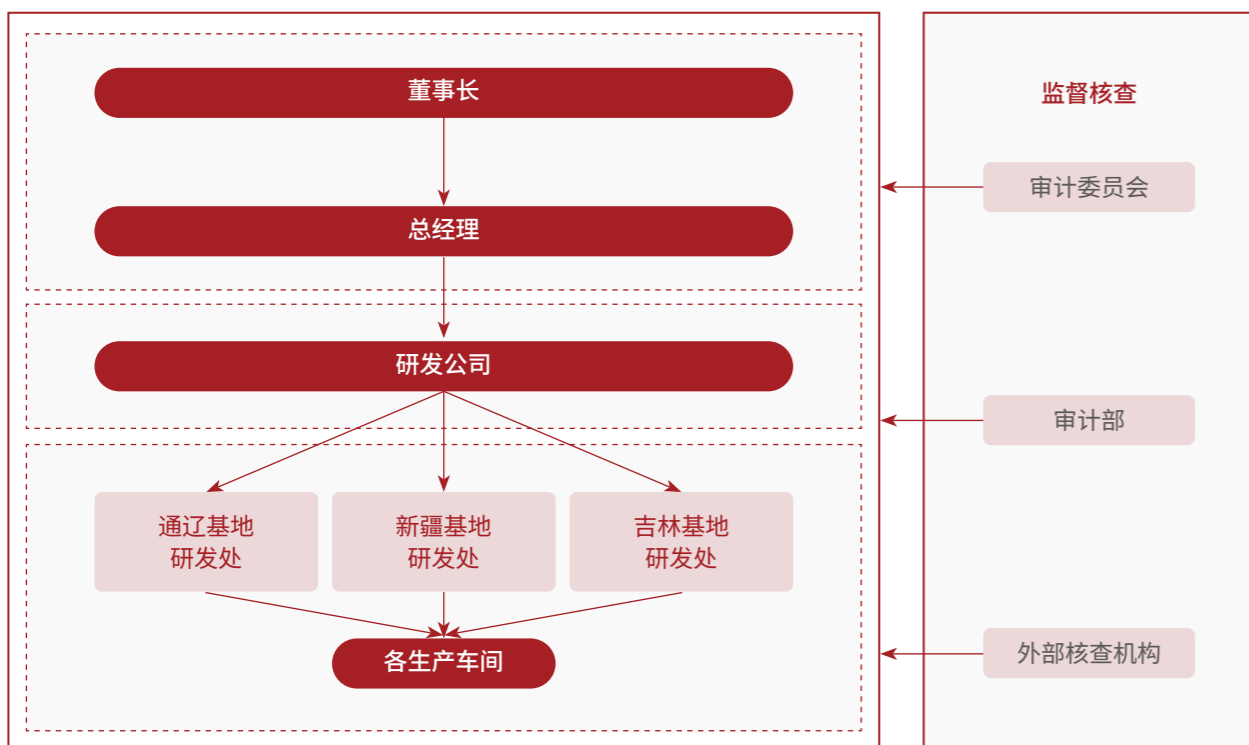 董事长
总经理
研发公司
通辽基地
研发处
新疆基地
研发处
吉林基地
研发处
各生产车间
监督核查
审计委员会
审计部
外部核查机构